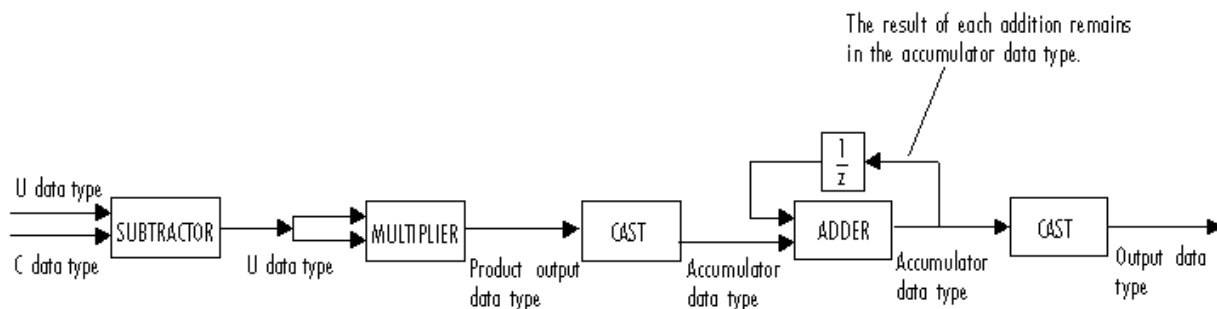 The result of each addition remains
in the accumulator data type.
1
z
U data type
SUBTRACTOR
C data type
U data type
MULTIPLIER
Product output
data type
CAST
Accumulator
data type
ADDER
Accumulator
data type
CAST
Output data
type